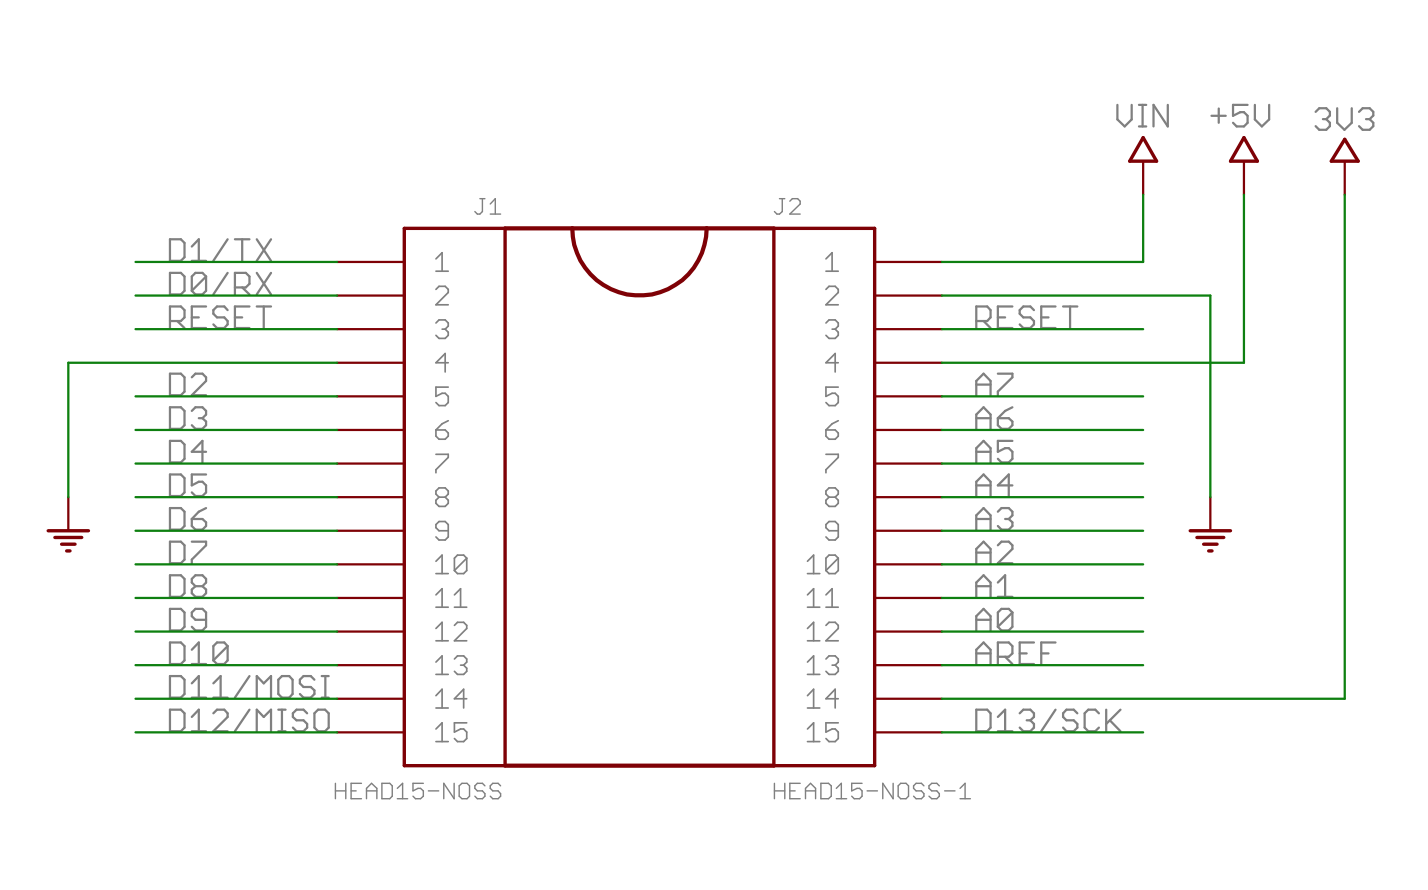 VIN +5V 3V3
J1 J2
D1/TX 1 1
D0/RX 2 2
RESET 3 3 RESET
4 4
D2 5 5 A7
D3 6 6 A6
D4 7 7 A5
D5 8 8 A4
D6 9 9 A3
D7 10 10 A2
D8 11 11 A1
D9 12 12 A0
D10 13 13 AREF
D11/MOSI 14 14
D12/MISO 15 15 D13/SCK
HEAD15-NOSS HEAD15-NOSS-1